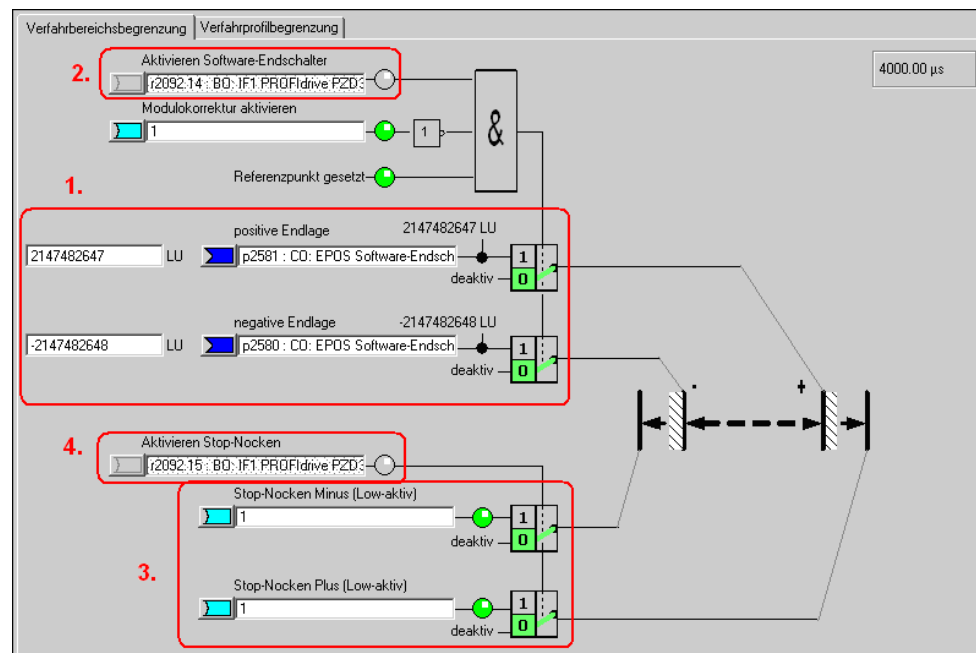 Verfahrbereichsbegrenzung Verfahrprofilbegrenzung
4000.00 µs
2.
Aktivieren Software-Endschalter
r2092.14 : BO: IF1 PROFIdrive PZD3
Modulokorrektur aktivieren
1
1
&
Referenzpunkt gesetzt
1.
positive Endlage 2147482647 LU
2147482647 LU p2581 : CO: EPOS Software-Endsch 1
deaktiv 0
negative Endlage -2147482648 LU
-2147482648 LU p2580 : CO: EPOS Software-Endsch 1
deaktiv 0
- +
4.
Aktivieren Stop-Nocken
r2092.15 : BO: IF1 PROFIdrive PZD3
3.
Stop-Nocken Minus (Low-aktiv)
1 1
deaktiv 0
Stop-Nocken Plus (Low-aktiv)
1 1
deaktiv 0